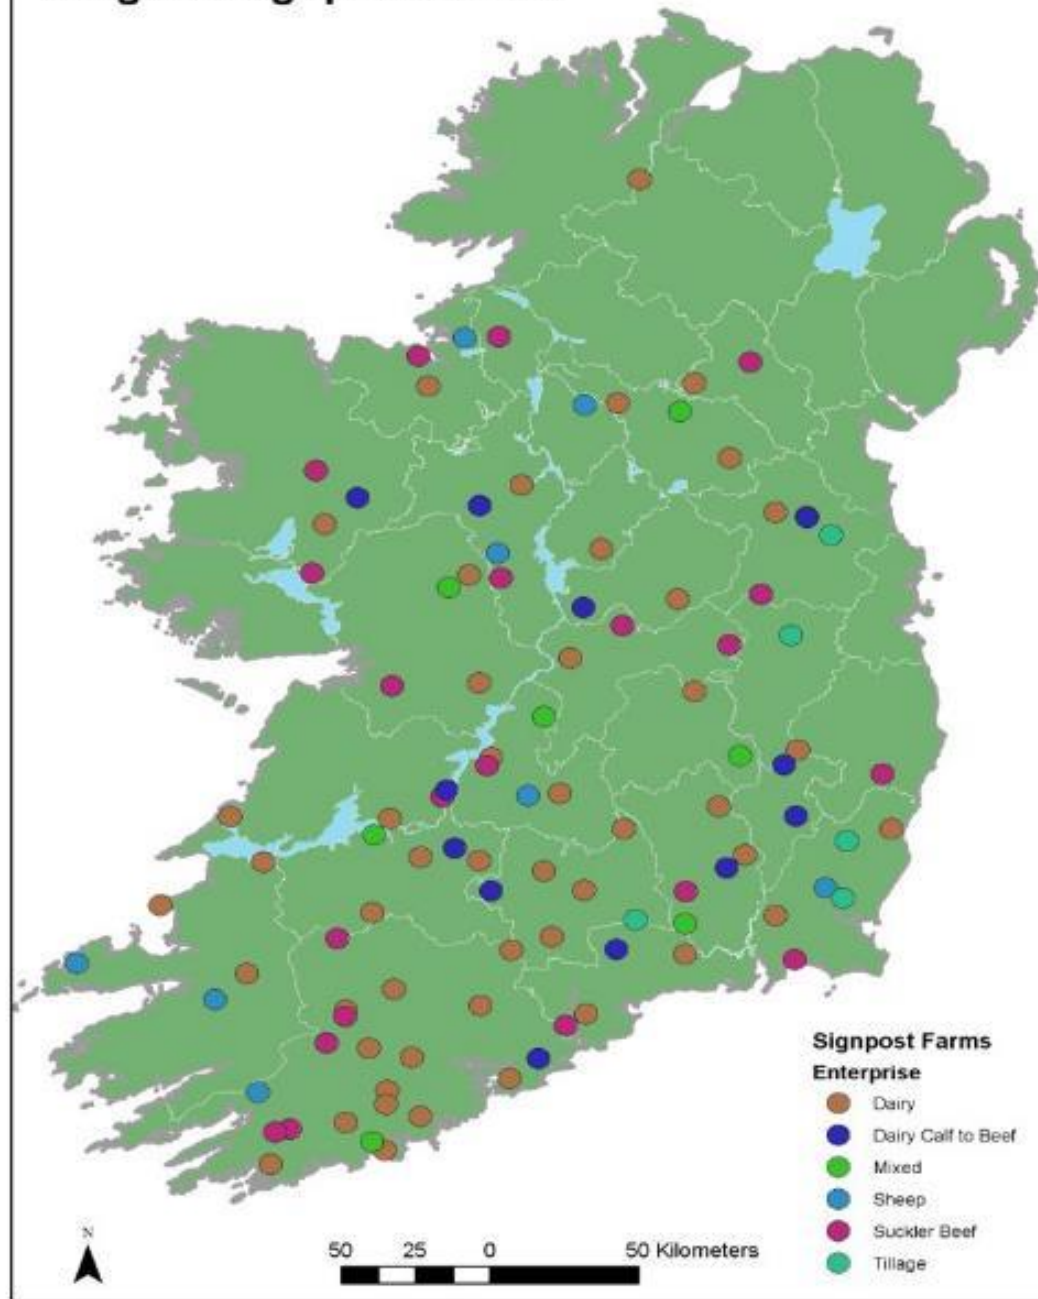 Signpost Farms
Enterprise
Dairy
Dairy Calf to Beef
Mixed
Sheep
Suckler Beef
Tillage
N
50 25 0 50 Kilometers